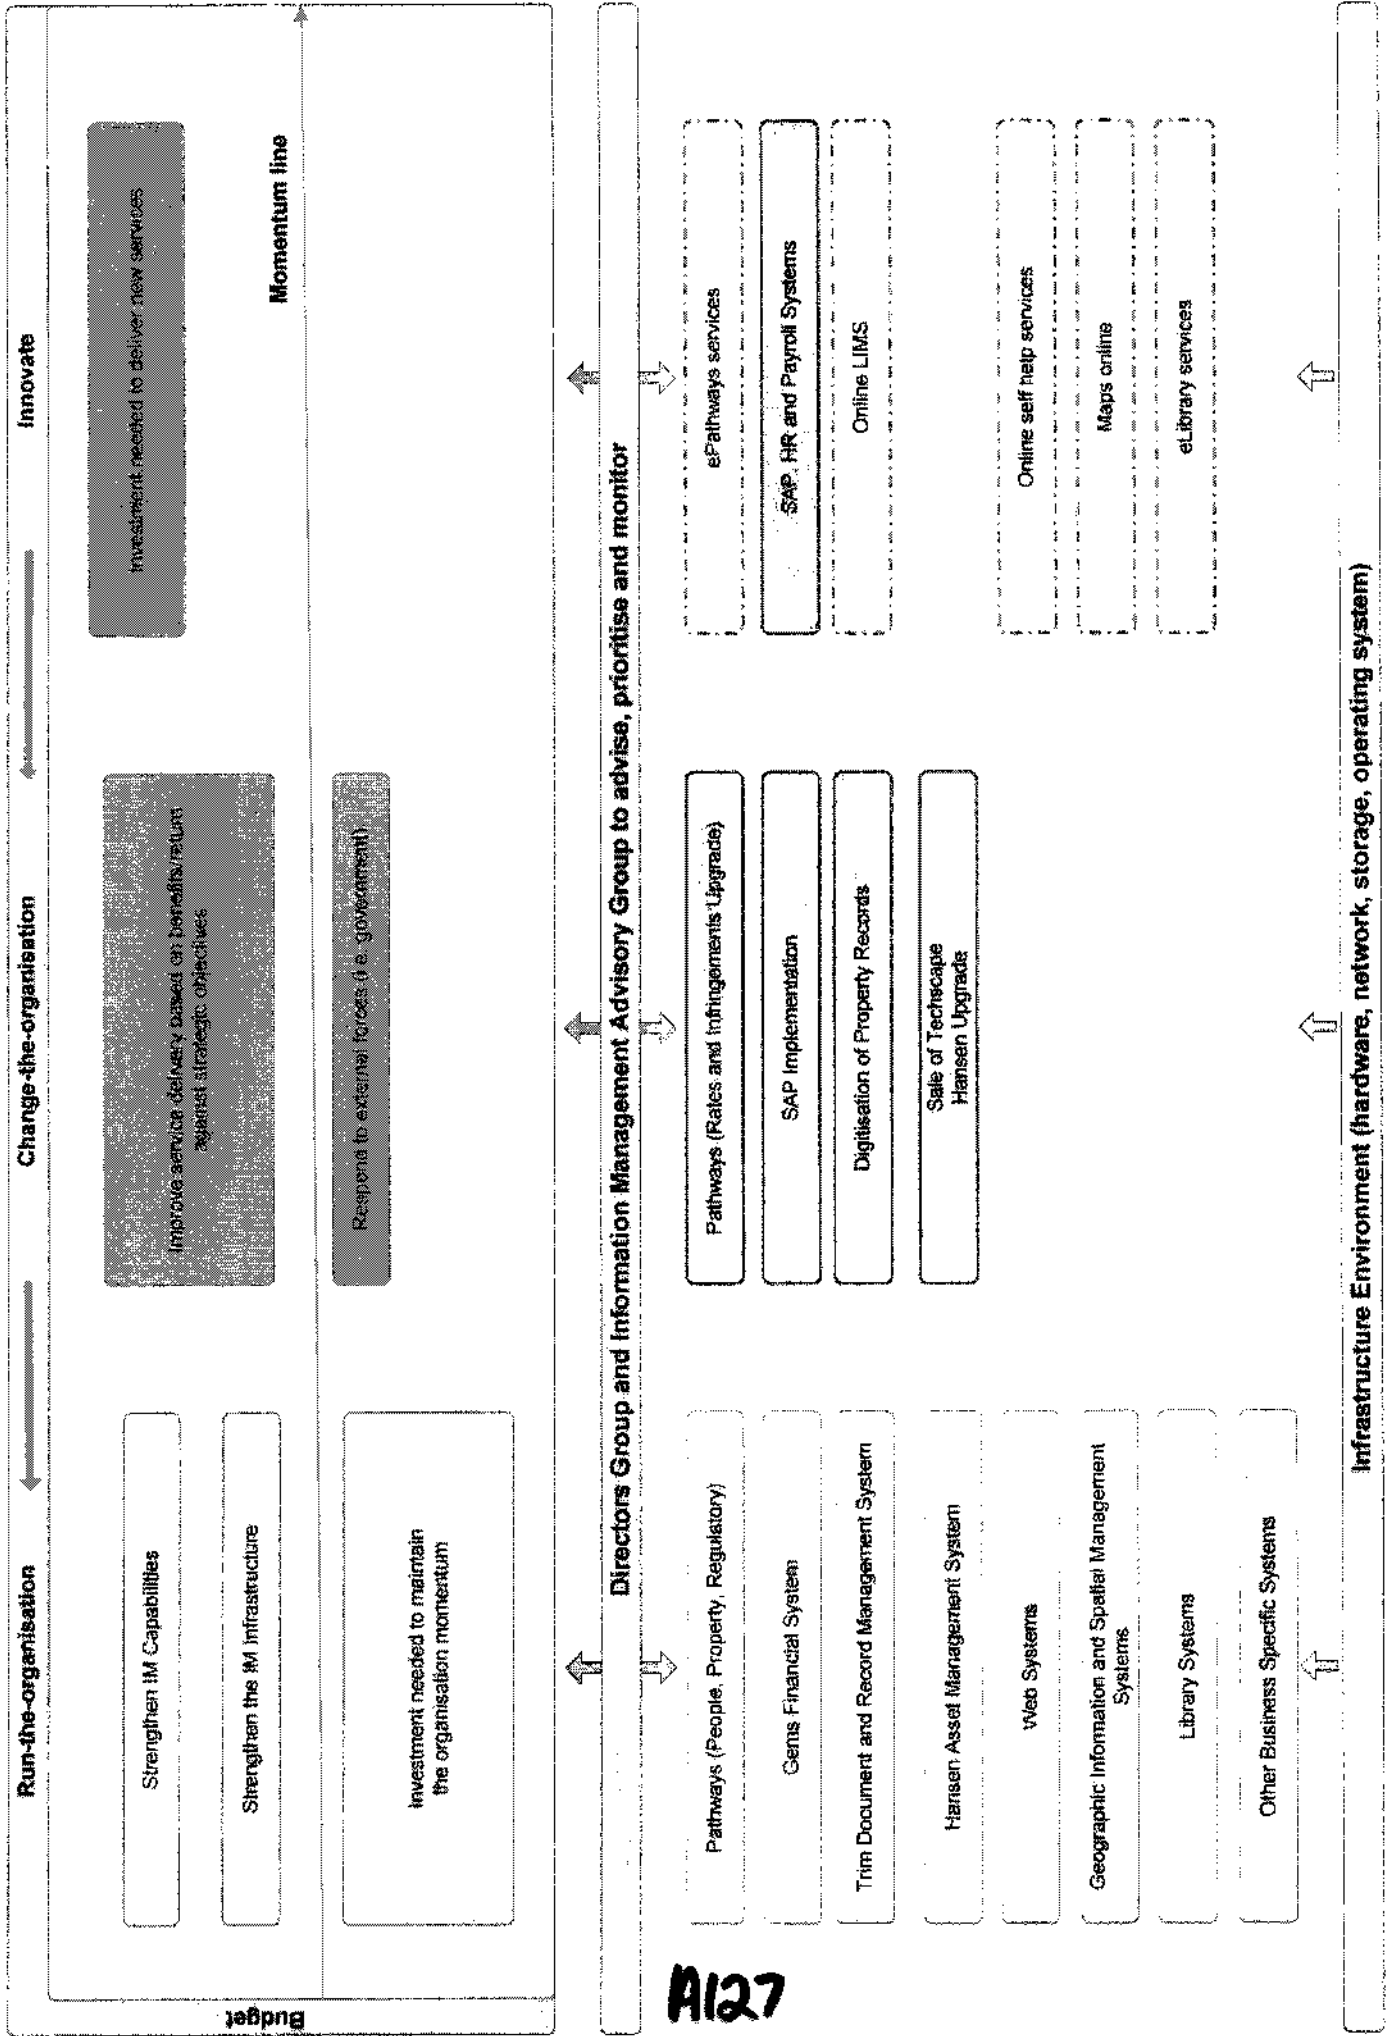 Run-the-organisation
Change-the-organisation
Innovate
Budget
Strengthen IM Capabilities
Strengthen the IM Infrastructure
Investment needed to maintain
the organisation momentum
Improve service delivery based on benefits/return
against strategic objectives
Respond to external forces (i.e. government)
Investment needed to deliver new services
Momentum line
Directors Group and Information Management Advisory Group to advise, prioritise and monitor
Pathways (People, Property, Regulatory)
Gems Financial System
Trim Document and Record Management System
Hansen Asset Management System
Web Systems
Geographic Information and Spatial Management
Systems
Library Systems
Other Business Specific Systems
Pathways (Rates and Infringements Upgrade)
SAP Implementation
Digitisation of Property Records
Sale of Techscape
Hansen Upgrade
ePathways services
SAP, HR and Payroll Systems
Online LIMS
Online self help services
Maps online
eLibrary services
Infrastructure Environment (hardware, network, storage, operating system)
A127